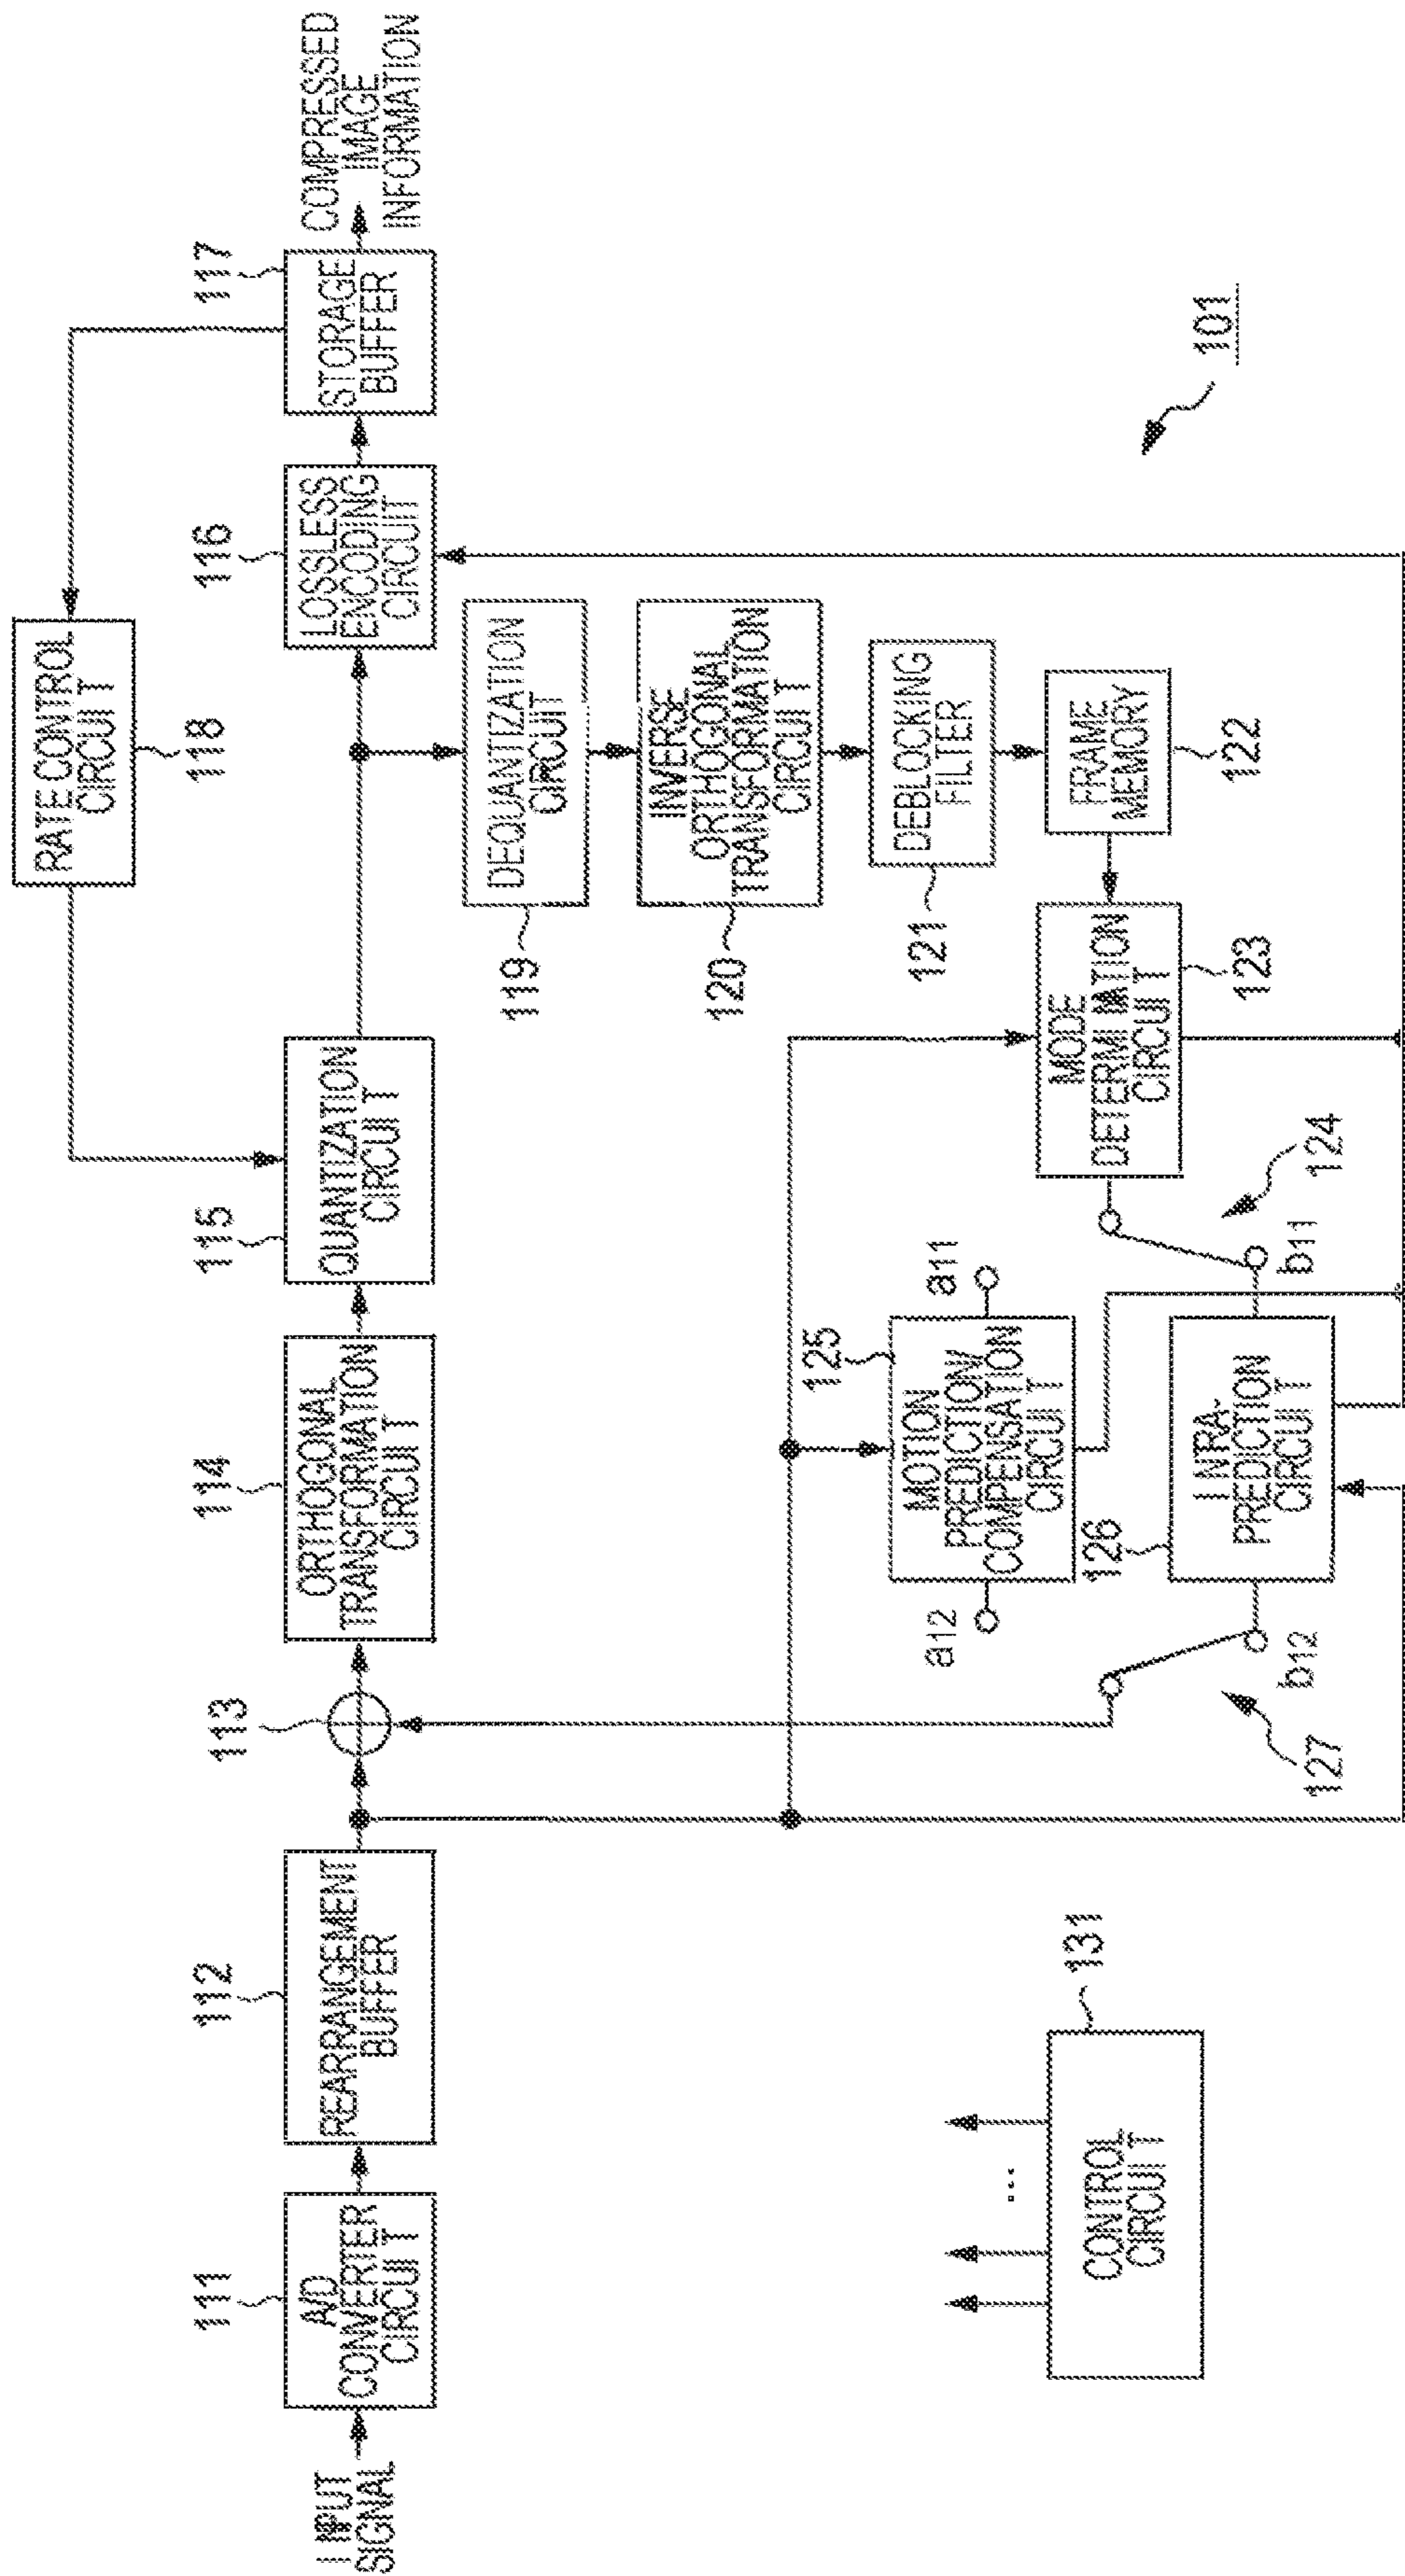 RATE CONTROL
CIRCUIT
118
INPUT
SIGNAL
111
A/D
CONVERTER
CIRCUIT
112
REARRANGEMENT
BUFFER
113
114
ORTHOGONAL
TRANSFORMATION
CIRCUIT
115
QUANTIZATION
CIRCUIT
116
LOSSLESS
ENCODING
CIRCUIT
117
STORAGE
BUFFER
COMPRESSED
IMAGE
INFORMATION
DEQUANTIZATION
CIRCUIT
119
INVERSE
ORTHOGONAL
TRANSFORMATION
CIRCUIT
120
DEBLOCKING
FILTER
121
FRAME
MEMORY
122
MODE
DETERMINATION
CIRCUIT
123
124
125
a12
MOTION
PREDICTION/
COMPENSATION
CIRCUIT
a11
126
b12
INTRA-
PREDICTION
CIRCUIT
b11
127
131
...
CONTROL
CIRCUIT
101